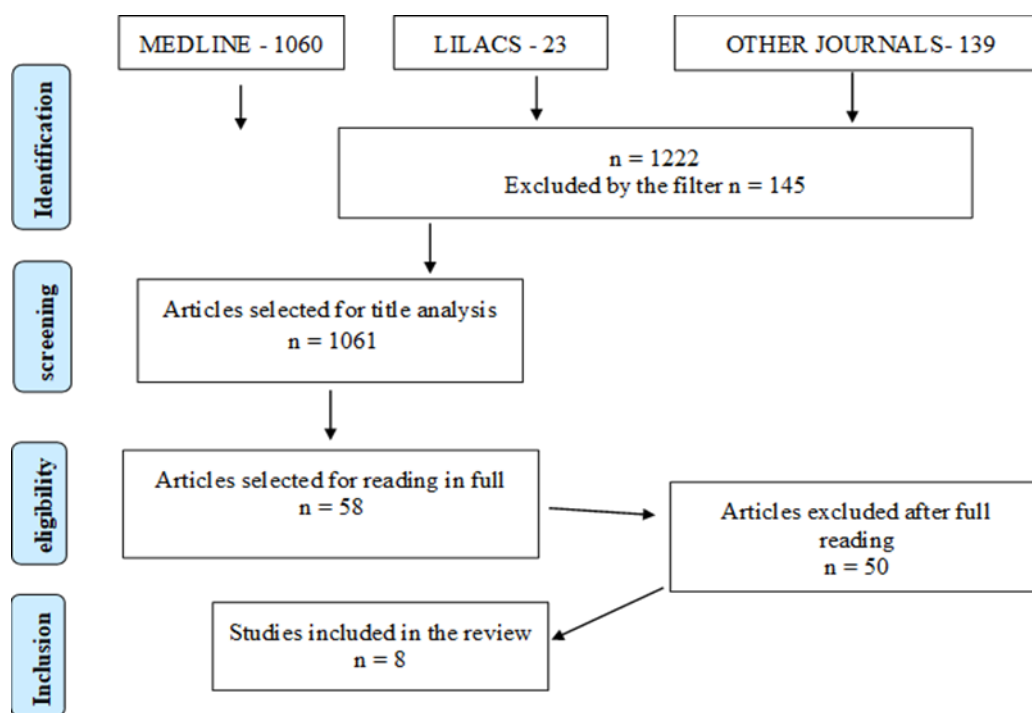 MEDLINE - 1060
LILACS - 23
OTHER JOURNALS- 139
Identification
n = 1222
Excluded by the filter n = 145
screening
Articles selected for title analysis
n = 1061
eligibility
Articles selected for reading in full
n = 58
Articles excluded after full
reading
n = 50
Inclusion
Studies included in the review
n = 8